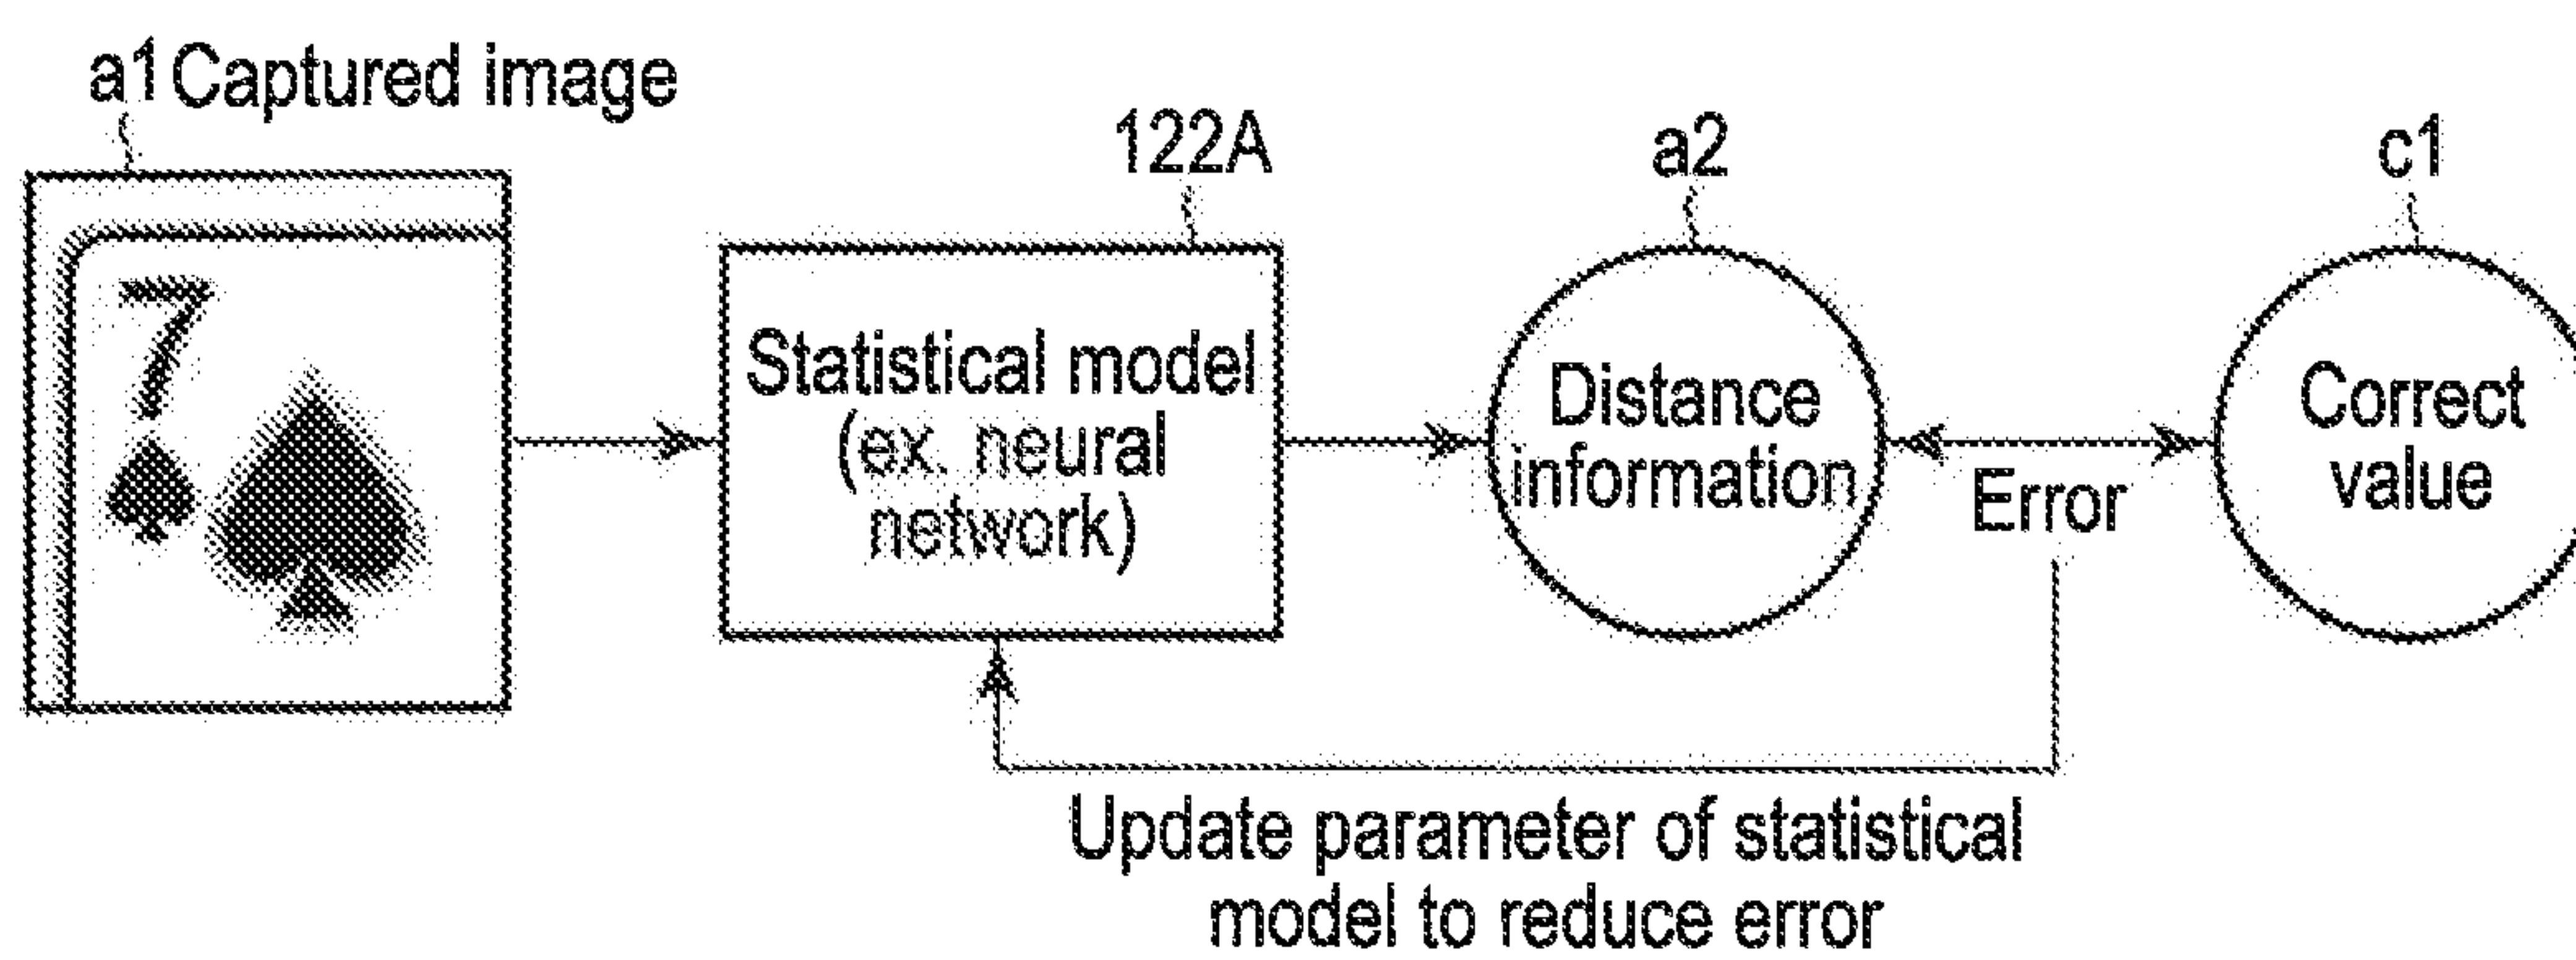 a1 Captured image
122A
a2
c1
7
Statistical model
(ex. neural
network)
Distance
information
Error
Correct
value
Update parameter of statistical
model to reduce error